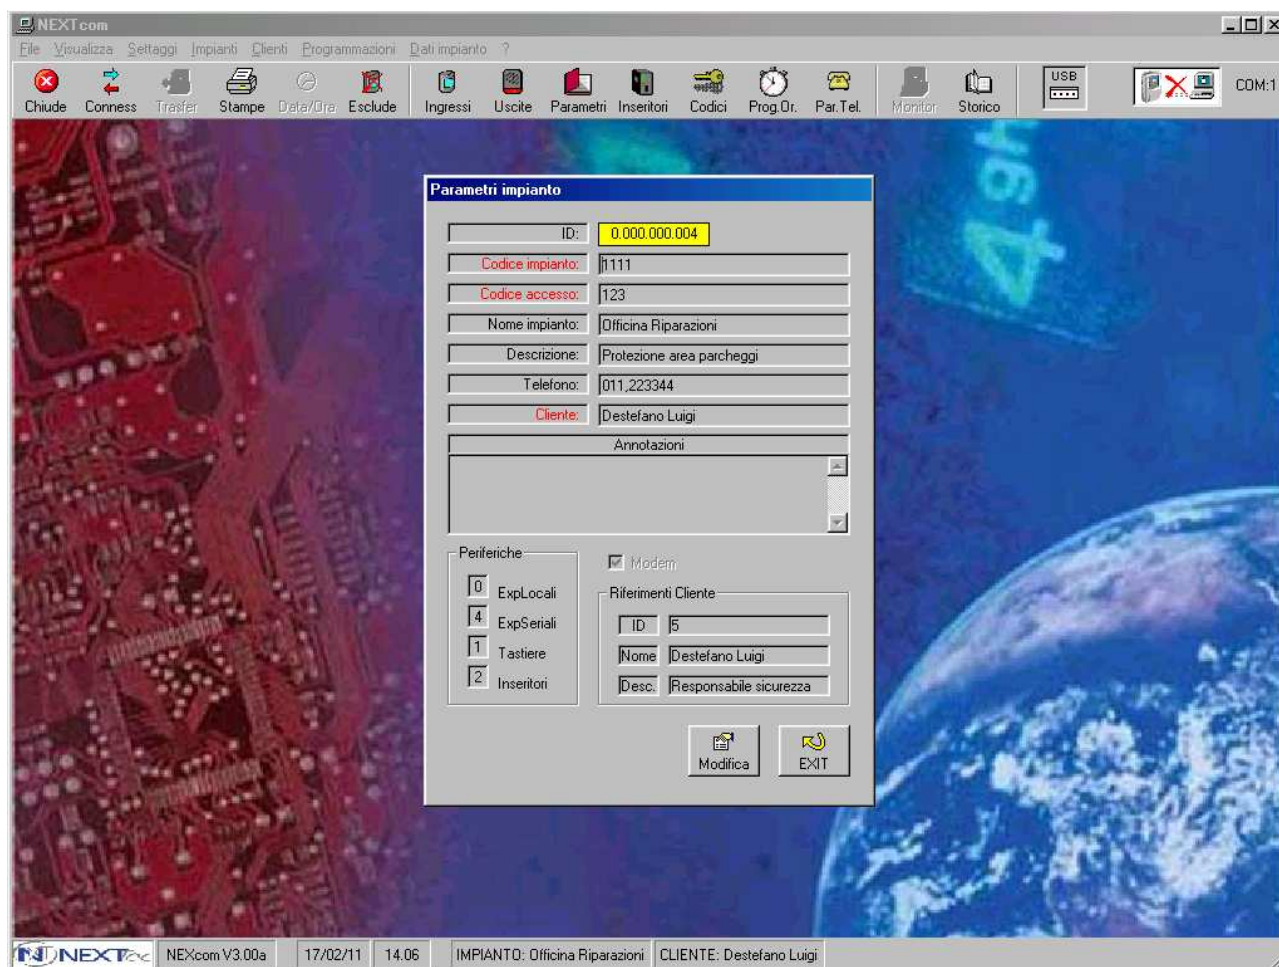 NEXTcom
File Visualizza Settaggi Impianti Clienti Programmazioni Dati impianto ?
Chiude Conness Trasfer Stampe Data/Ora Esclude Ingressi Uscite Parametri Inseritori Codici Prog.Or. Par.Tel. Monitor Storico USB COM:1
4gh
Parametri impianto
ID: 0.000.000.004
Codice impianto: 1111
Codice accesso: 123
Nome impianto: Officina Riparazioni
Descrizione: Protezione area parcheggi
Telefono: 011,223344
Cliente: Destefano Luigi
Annotazioni
Periferiche
0 ExpLocali
4 ExpSeriali
1 Tastiere
2 Inseritori
Modem
Riferimenti Cliente
ID 5
Nome Destefano Luigi
Desc. Responsabile sicurezza
Modifica EXIT
NEXTec NEXcom V3.00a 17/02/11 14.06 IMPIANTO: Officina Riparazioni CLIENTE: Destefano Luigi